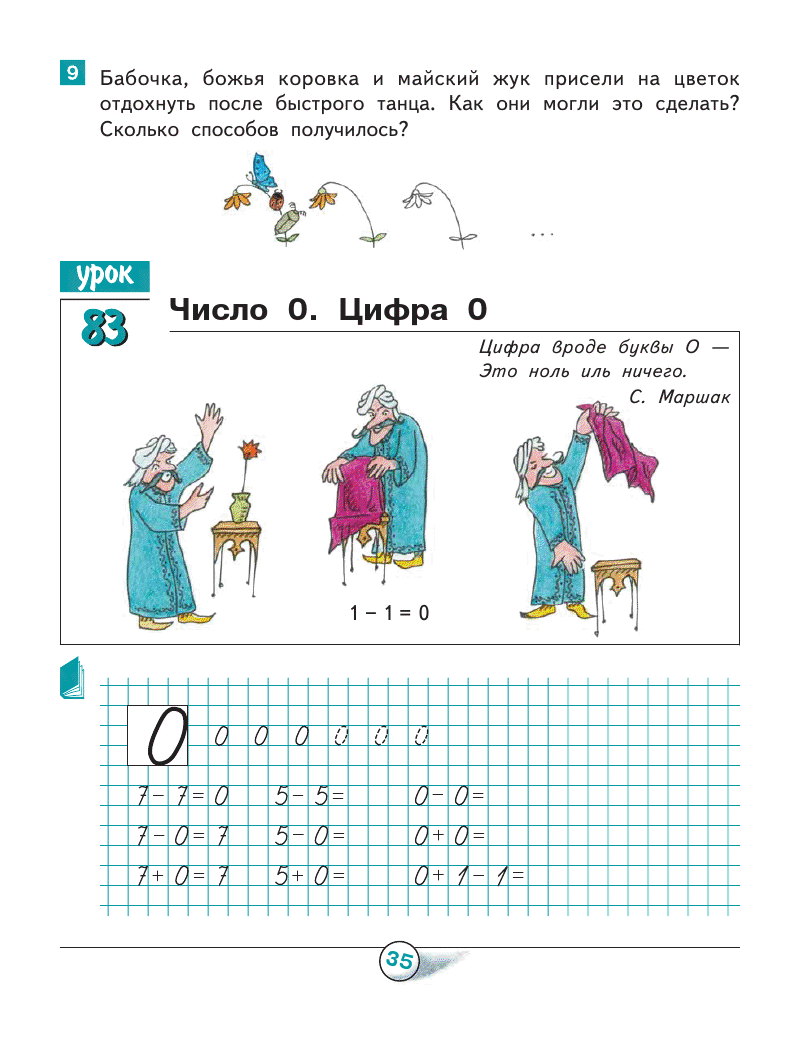 9
Бабочка, божья коровка и майский жук присели на цветок
отдохнуть после быстрого танца. Как они могли это сделать?
Сколько способов получилось?
...
урок
83
Число 0. Цифра 0
Цифра вроде буквы О —
Это ноль иль ничего.
С. Маршак
1 – 1 = 0
0 0 0 0 0 0 0
7 – 7 = 0 5 – 5 = 0 – 0 =
7 – 0 = 7 5 – 0 = 0 + 0 =
7 + 0 = 7 5 + 0 = 0 + 1 – 1 =
35